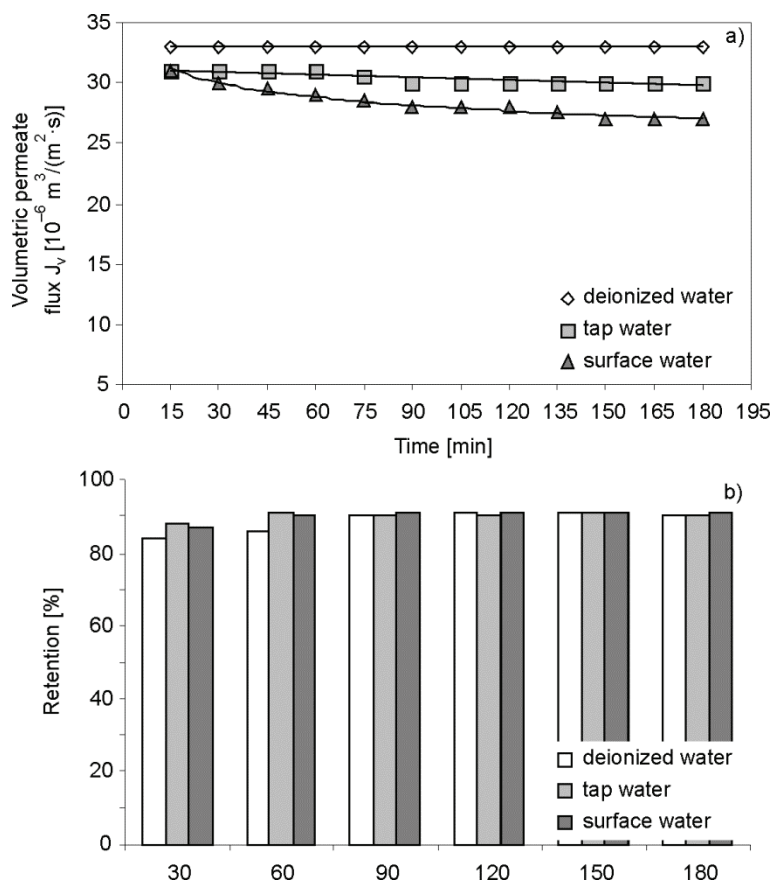 a)
Volumetric permeate
flux Jᵥ [10⁻⁶ m³/(m²·s)]
35
30
25
20
15
10
5
deionized water
tap water
surface water
0 15 30 45 60 75 90 105 120 135 150 165 180 195
Time [min]
b)
Retention [%]
100
80
60
40
20
0
deionized water
tap water
surface water
30 60 90 120 150 180